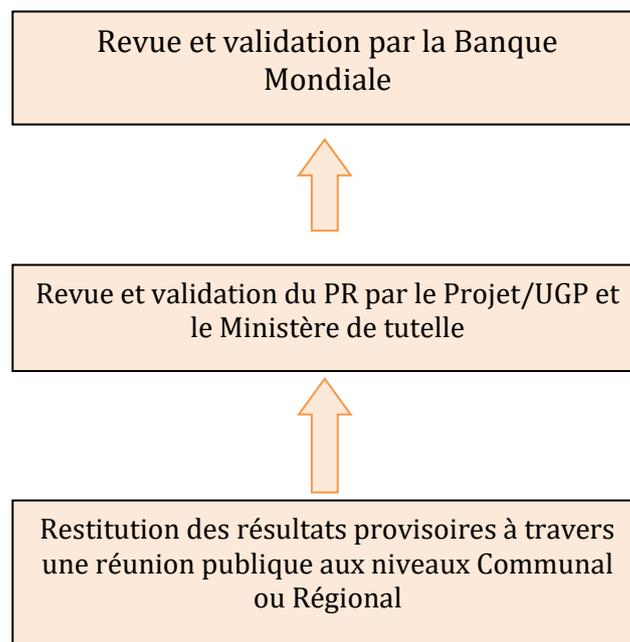 Revue et validation par la Banque
Mondiale
Revue et validation du PR par le Projet/UGP et
le Ministère de tutelle
Restitution des résultats provisoires à travers
une réunion publique aux niveaux Communal
ou Régional